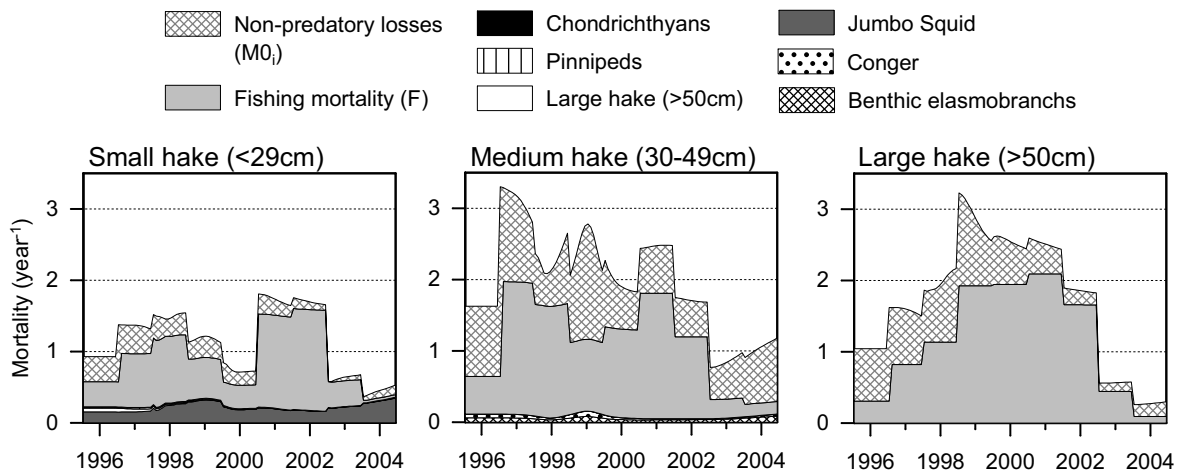 Non-predatory losses
(M0i)
Fishing mortality (F)
Chondrichthyans
Pinnipeds
Large hake (>50cm)
Jumbo Squid
Conger
Benthic elasmobranchs
Small hake (<29cm)
Medium hake (30-49cm)
Large hake (>50cm)
Mortality (year-1)
3
2
1
0
1996 1998 2000 2002 2004
3
2
1
0
1996 1998 2000 2002 2004
3
2
1
0
1996 1998 2000 2002 2004